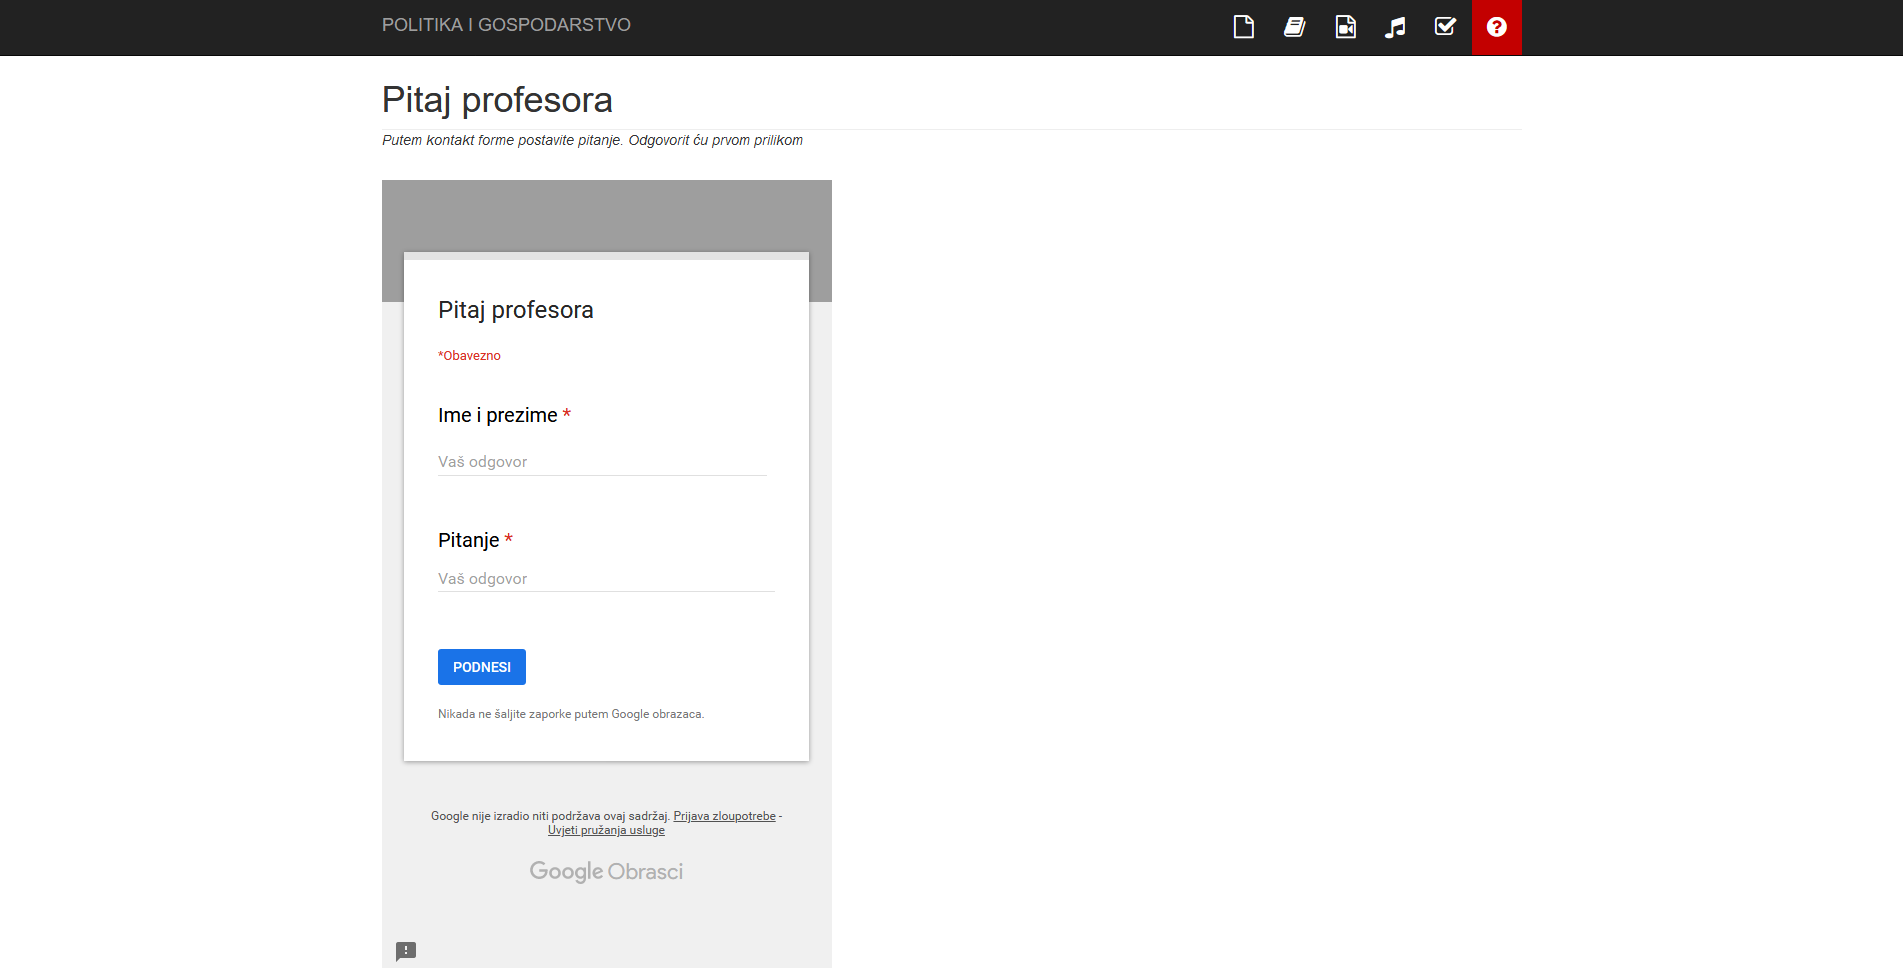 POLITIKA I GOSPODARSTVO
Pitaj profesora
Putem kontakt forme postavite pitanje. Odgovorit ću prvom prilikom
Pitaj profesora
*Obavezno
Ime i prezime *
Vaš odgovor
Pitanje *
Vaš odgovor
PODNESI
Nikada ne šaljite zaporke putem Google obrazaca.
Google nije izradio niti podržava ovaj sadržaj. Prijava zloupotrebe -
Uvjeti pružanja usluge
Google Obrasci